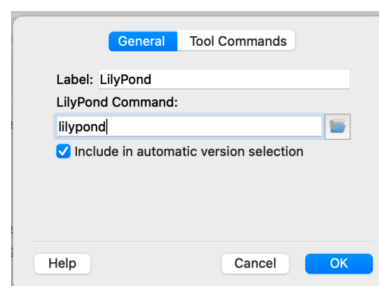 General Tool Commands
Label: LilyPond
LilyPond Command:
lilypond
Include in automatic version selection
Help Cancel OK